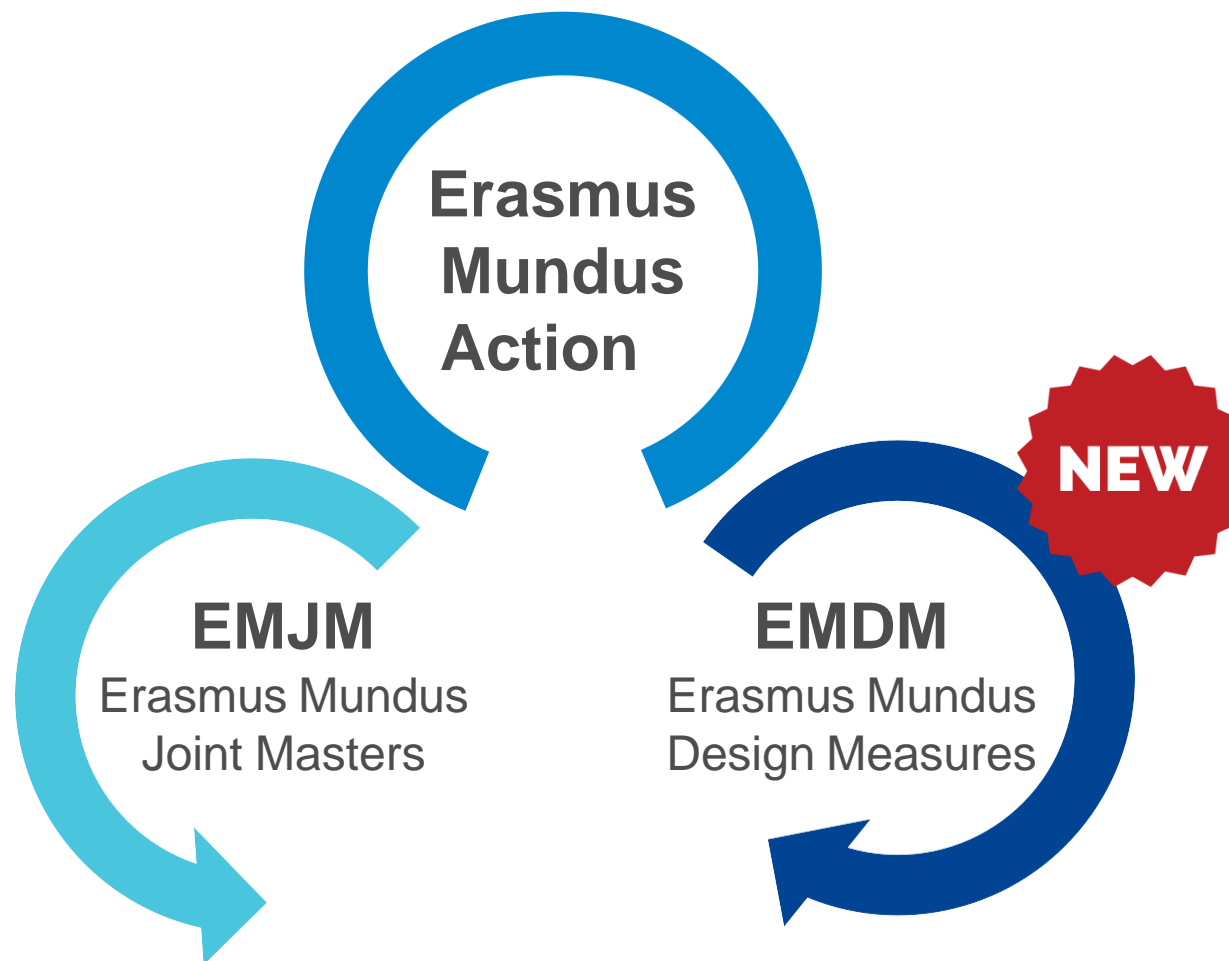 Erasmus
Mundus
Action
NEW
EMJM
Erasmus Mundus
Joint Masters
EMDM
Erasmus Mundus
Design Measures